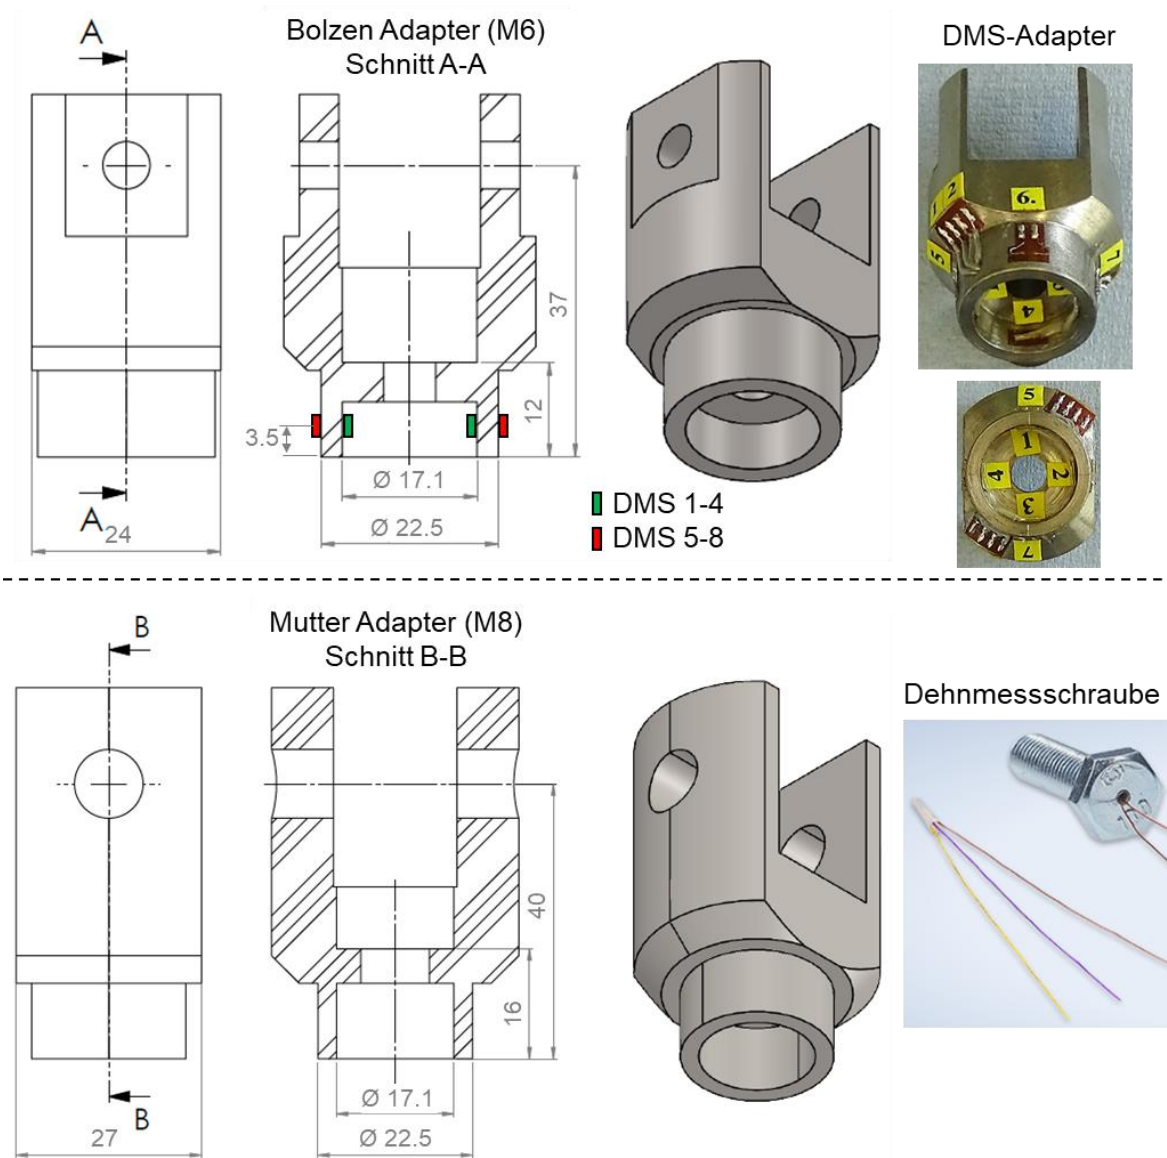 A
Bolzen Adapter (M6)
Schnitt A-A
DMS-Adapter
37
12
3.5
Ø 17.1
Ø 22.5
A
24
DMS 1-4
DMS 5-8
1 2
6.
5
7
4
5
1
4
2
3
7
B
Mutter Adapter (M8)
Schnitt B-B
Dehnmessschraube
40
16
Ø 17.1
Ø 22.5
B
27